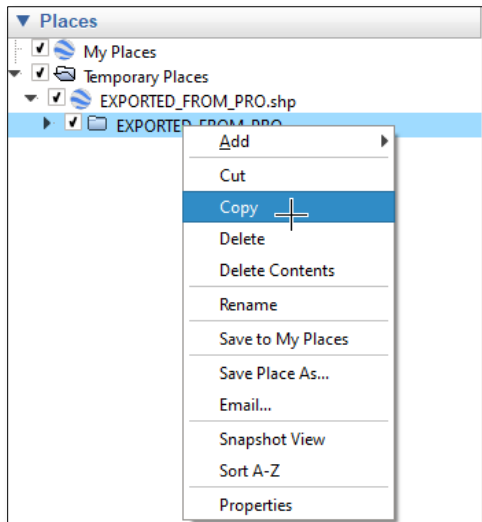 Places
My Places
Temporary Places
EXPORTED_FROM_PRO.shp
EXPORTED_FROM_PRO
Add
Cut
Copy
Delete
Delete Contents
Rename
Save to My Places
Save Place As...
Email...
Snapshot View
Sort A-Z
Properties